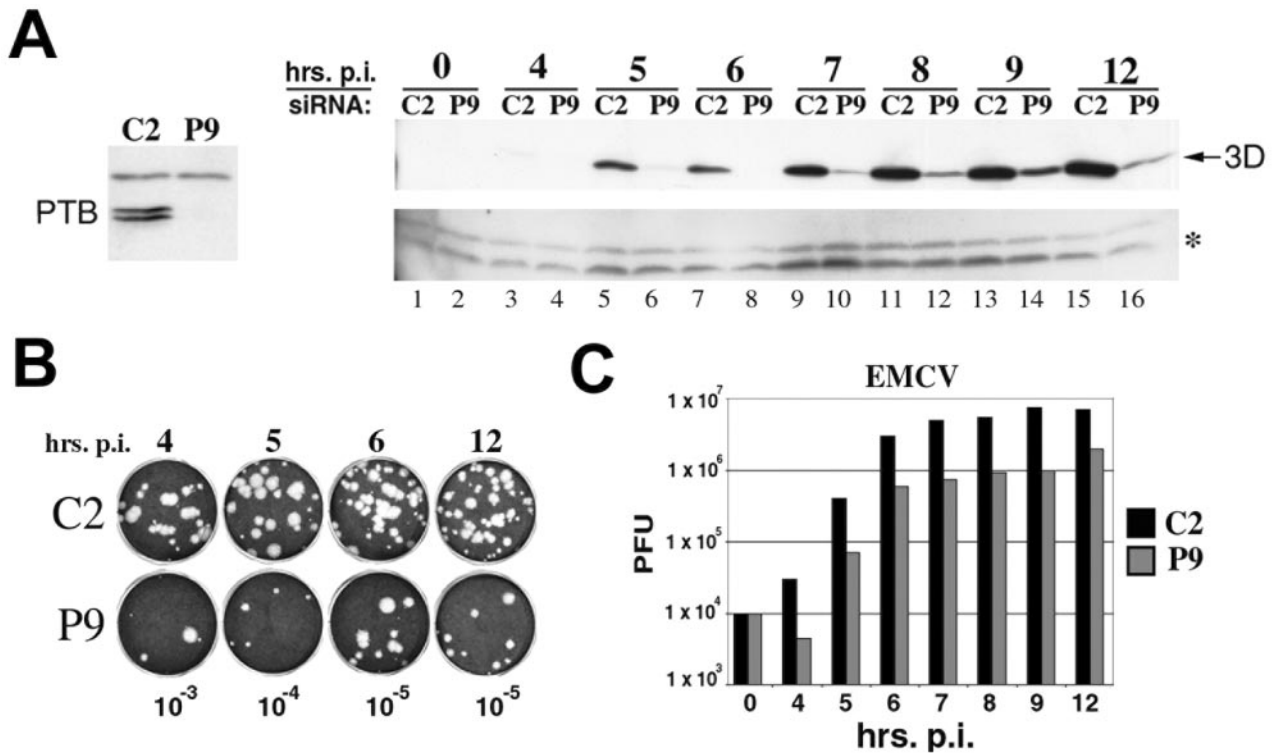 A
hrs. p.i. 0 4 5 6 7 8 9 12
siRNA: C2 P9 C2 P9 C2 P9 C2 P9 C2 P9 C2 P9 C2 P9 C2 P9
C2 P9
PTB
3D
*
1 2 3 4 5 6 7 8 9 10 11 12 13 14 15 16
B
hrs. p.i. 4 5 6 12
C2
P9
10⁻³ 10⁻⁴ 10⁻⁵ 10⁻⁵
C
EMCV
1 x 10⁷
1 x 10⁶
1 x 10⁵
1 x 10⁴
1 x 10³
PFU
0 4 5 6 7 8 9 12
hrs. p.i.
C2
P9